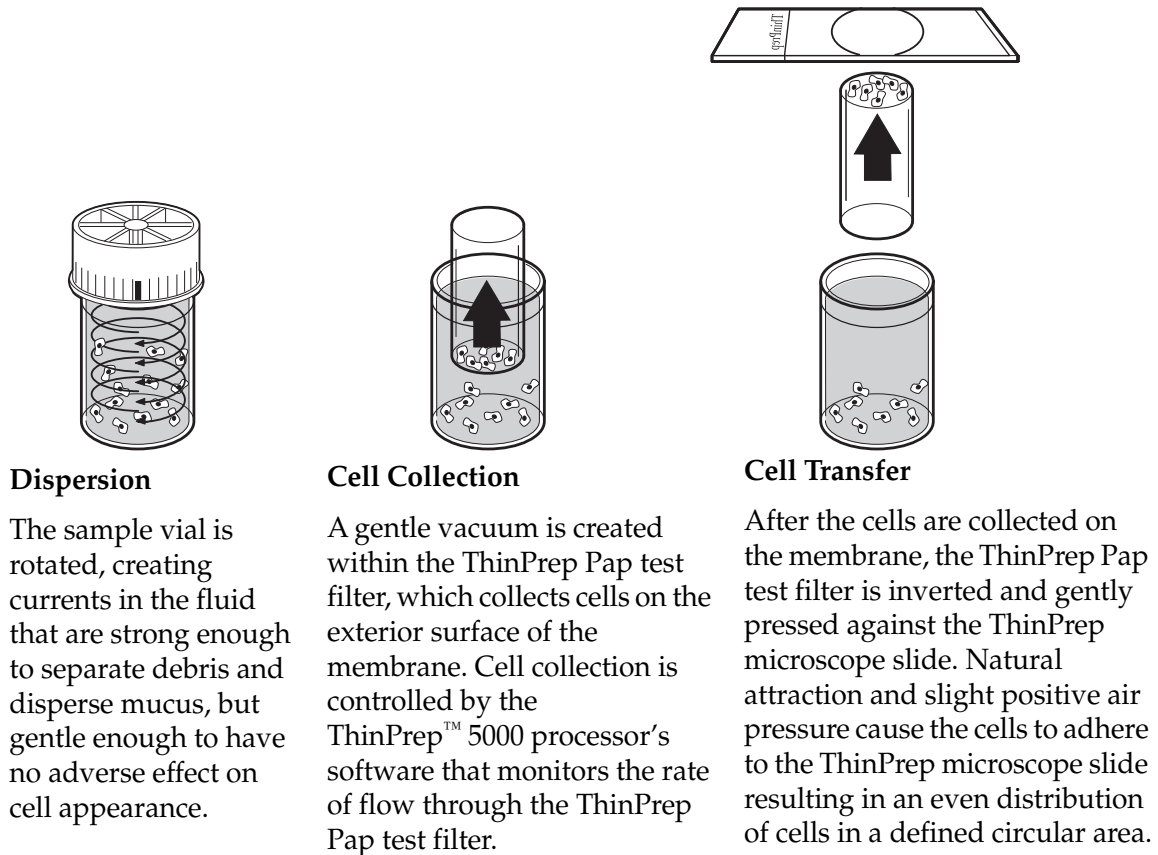 ThinPrep
Dispersion
The sample vial is
rotated, creating
currents in the fluid
that are strong enough
to separate debris and
disperse mucus, but
gentle enough to have
no adverse effect on
cell appearance.
Cell Collection
A gentle vacuum is created
within the ThinPrep Pap test
filter, which collects cells on the
exterior surface of the
membrane. Cell collection is
controlled by the
ThinPrep™ 5000 processor’s
software that monitors the rate
of flow through the ThinPrep
Pap test filter.
Cell Transfer
After the cells are collected on
the membrane, the ThinPrep Pap
test filter is inverted and gently
pressed against the ThinPrep
microscope slide. Natural
attraction and slight positive air
pressure cause the cells to adhere
to the ThinPrep microscope slide
resulting in an even distribution
of cells in a defined circular area.